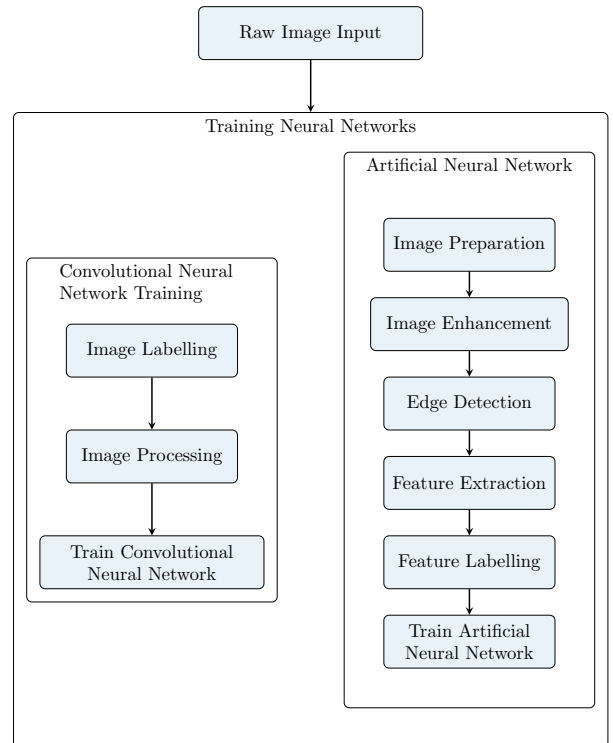 Raw Image Input
Training Neural Networks
Convolutional Neural
Network Training
Image Labelling
Image Processing
Train Convolutional
Neural Network
Artificial Neural Network
Image Preparation
Image Enhancement
Edge Detection
Feature Extraction
Feature Labelling
Train Artificial
Neural Network